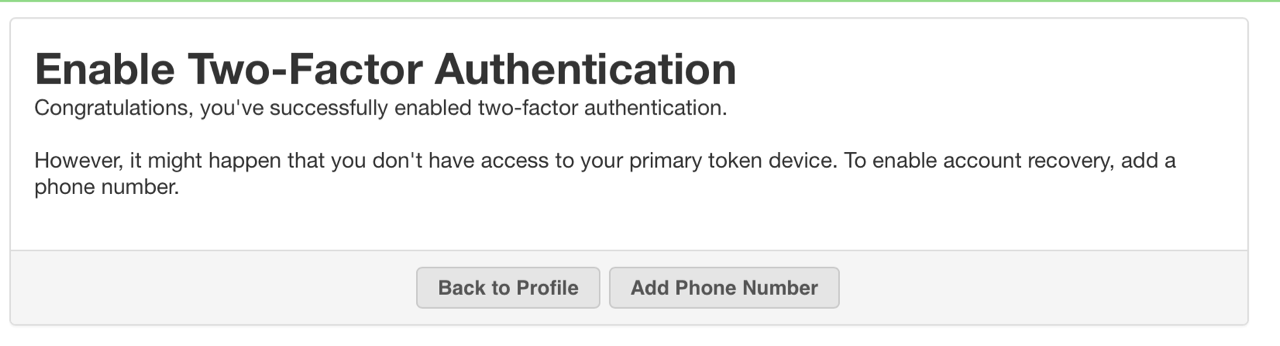 Enable Two-Factor Authentication
Congratulations, you've successfully enabled two-factor authentication.
However, it might happen that you don't have access to your primary token device. To enable account recovery, add a
phone number.
Back to Profile
Add Phone Number